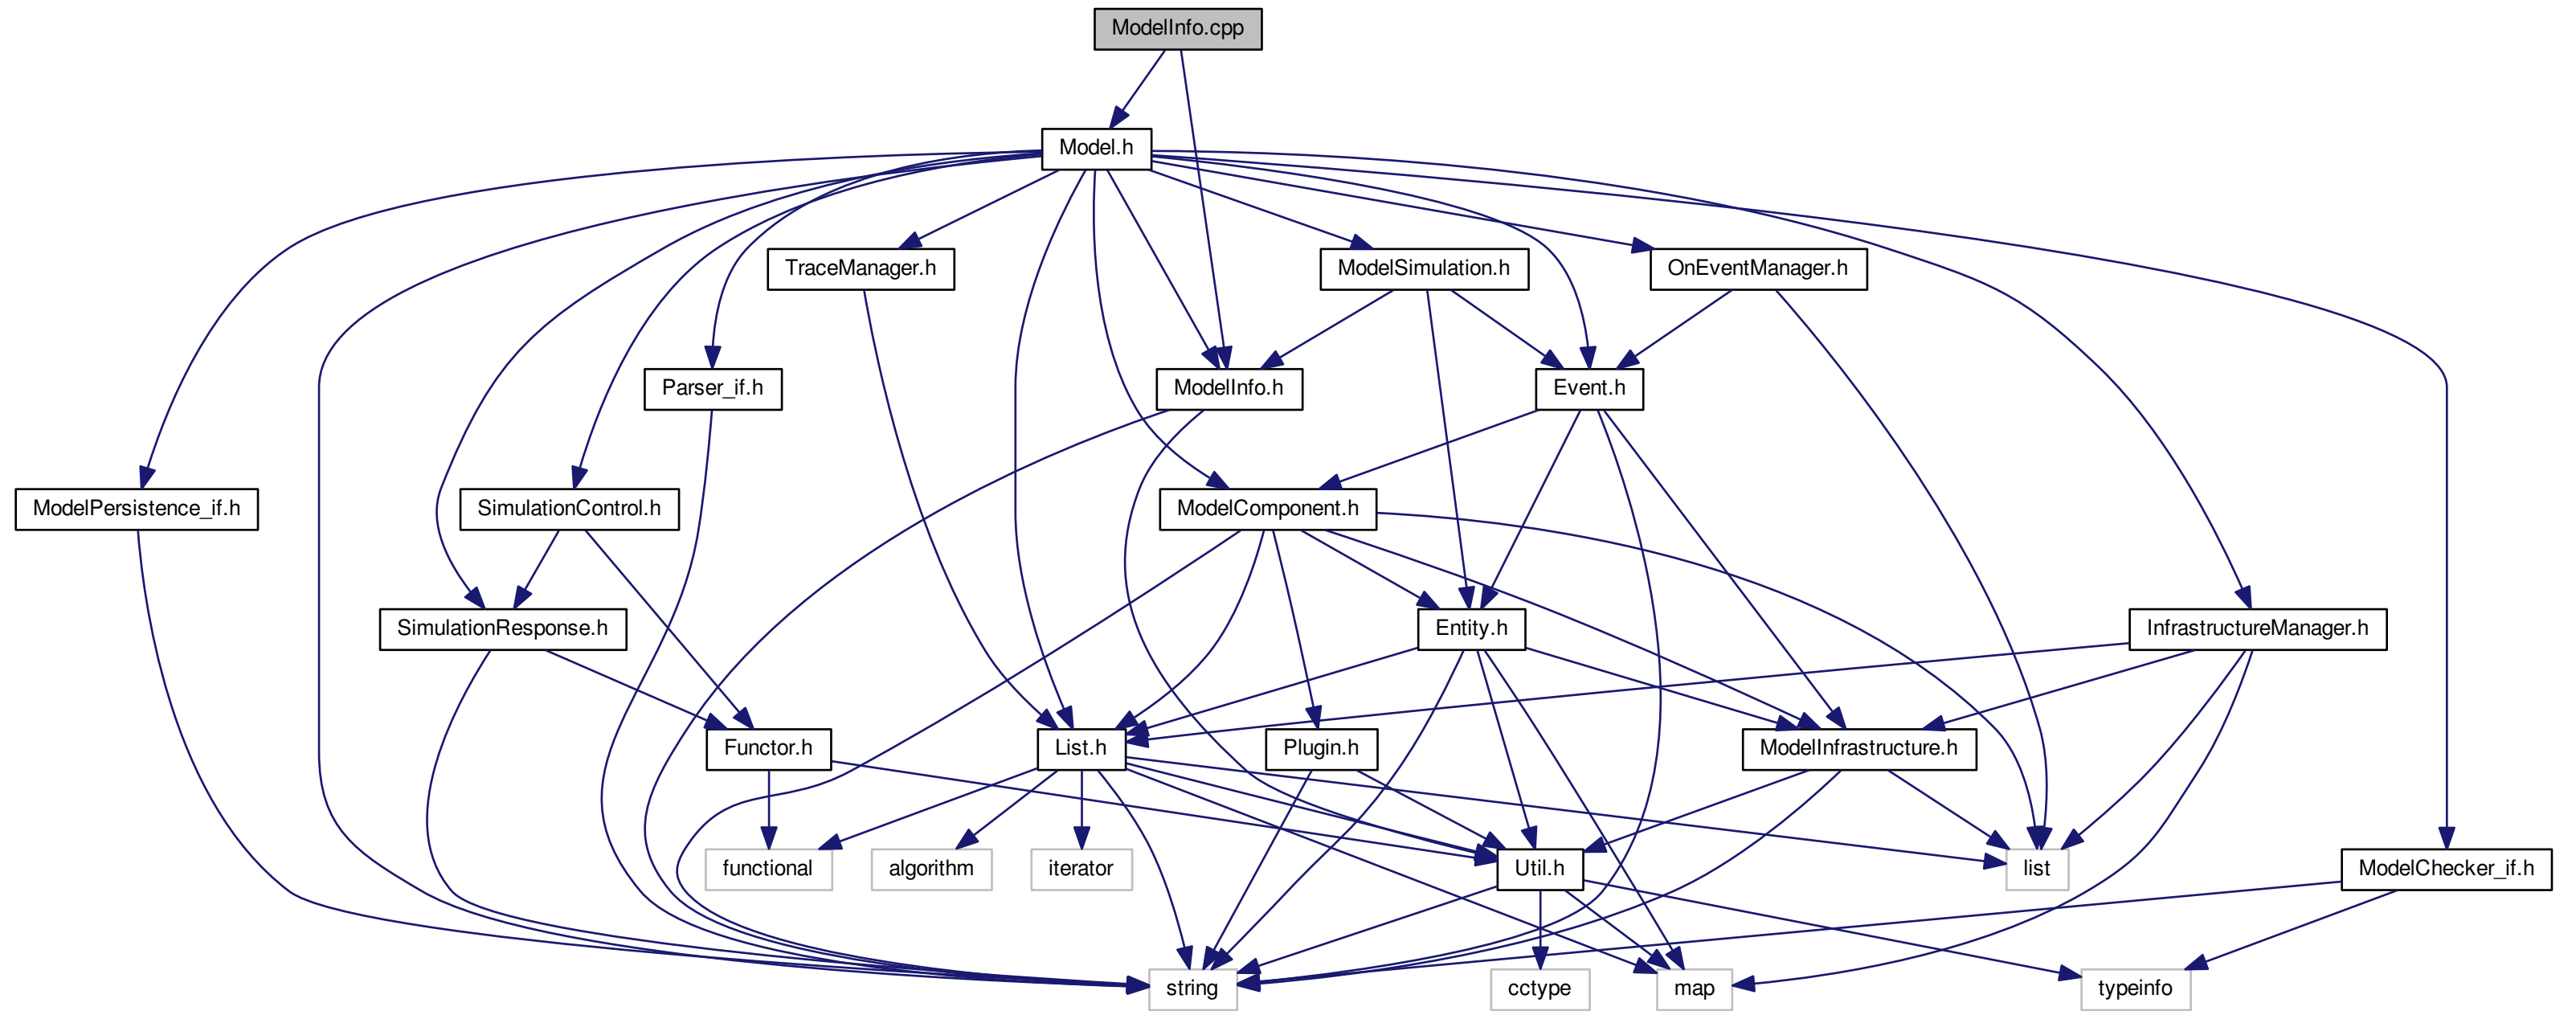 ModelInfo.cpp
Model.h
TraceManager.h
ModelSimulation.h
OnEventManager.h
Parser_if.h
ModelInfo.h
Event.h
ModelPersistence_if.h
SimulationControl.h
ModelComponent.h
SimulationResponse.h
Entity.h
InfrastructureManager.h
Functor.h
List.h
Plugin.h
ModelInfrastructure.h
functional
algorithm
iterator
Util.h
list
ModelChecker_if.h
string
cctype
map
typeinfo